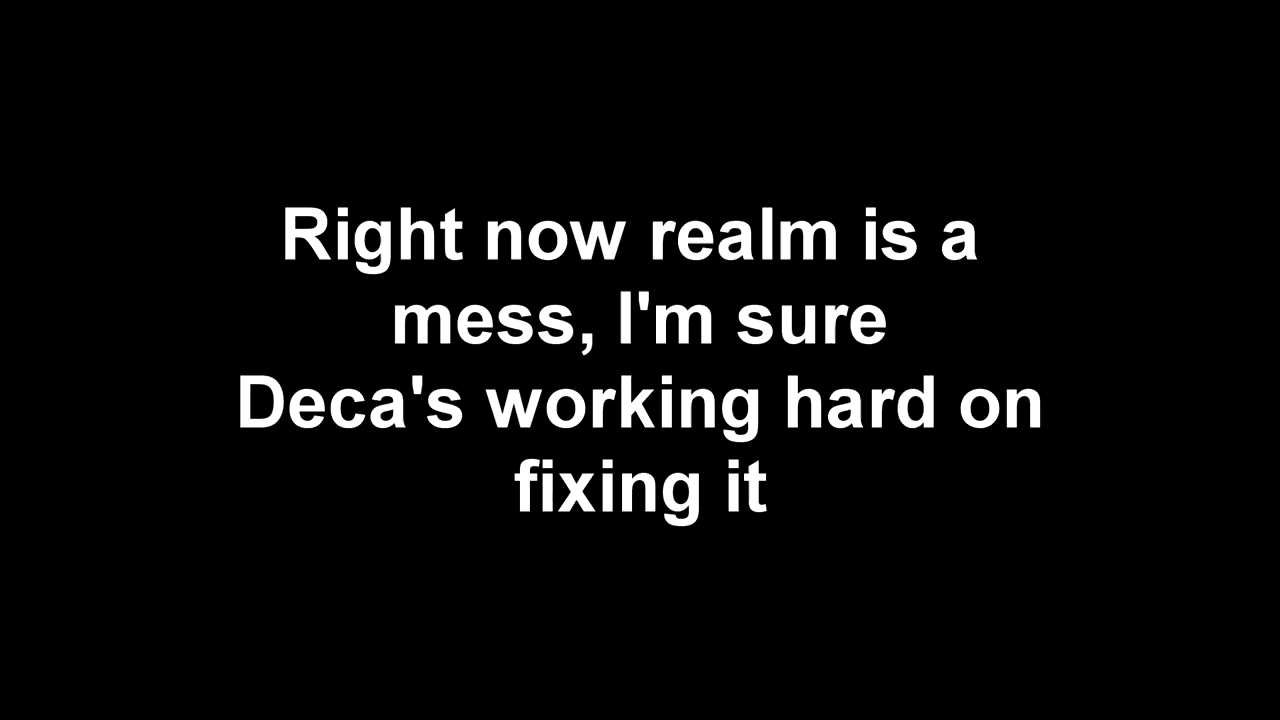 Right now realm is a
mess, I'm sure
Deca's working hard on
fixing it